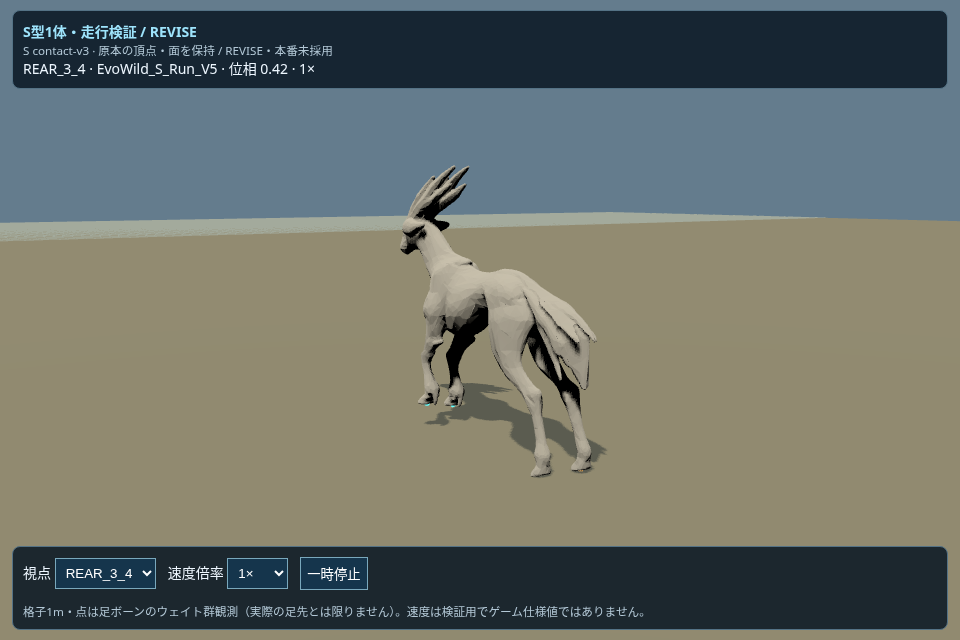 S型1体・走行検証 / REVISE
S contact-v3 · 原本の頂点・面を保持 / REVISE・本番未採用
REAR_3_4 · EvoWild_S_Run_V5 · 位相 0.42 · 1×
視点 REAR_3_4 速度倍率 1× 一時停止
格子1m・点は足ボーンのウェイト群観測（実際の足先とは限りません）。速度は検証用でゲーム仕様値ではありません。